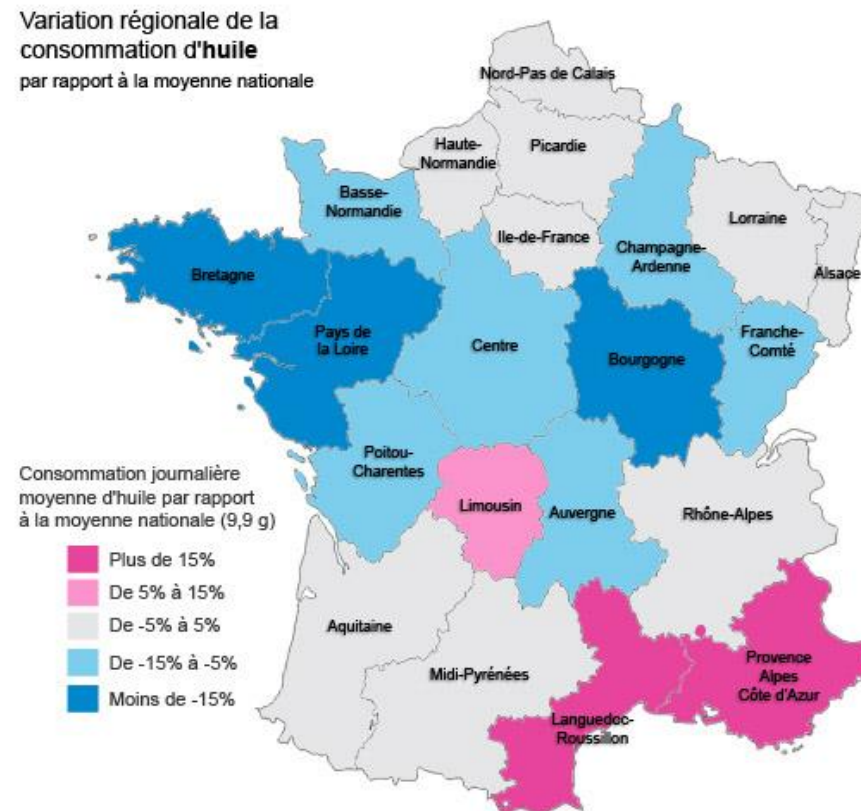 Variation régionale de la
consommation d'huile
par rapport à la moyenne nationale
Nord-Pas de Calais
Haute-
Normandie
Picardie
Basse-
Normandie
Ile-de-France
Champagne-
Ardenne
Lorraine
Alsace
Bretagne
Pays de
la Loire
Centre
Bourgogne
Franche-
Comté
Poitou-
Charentes
Limousin
Auvergne
Rhône-Alpes
Aquitaine
Midi-Pyrénées
Languedoc-
Roussillon
Provence
Alpes
Côte d'Azur
Consommation journalière
moyenne d'huile par rapport
à la moyenne nationale (9,9 g)
Plus de 15%
De 5% à 15%
De -5% à 5%
De -15% à -5%
Moins de -15%